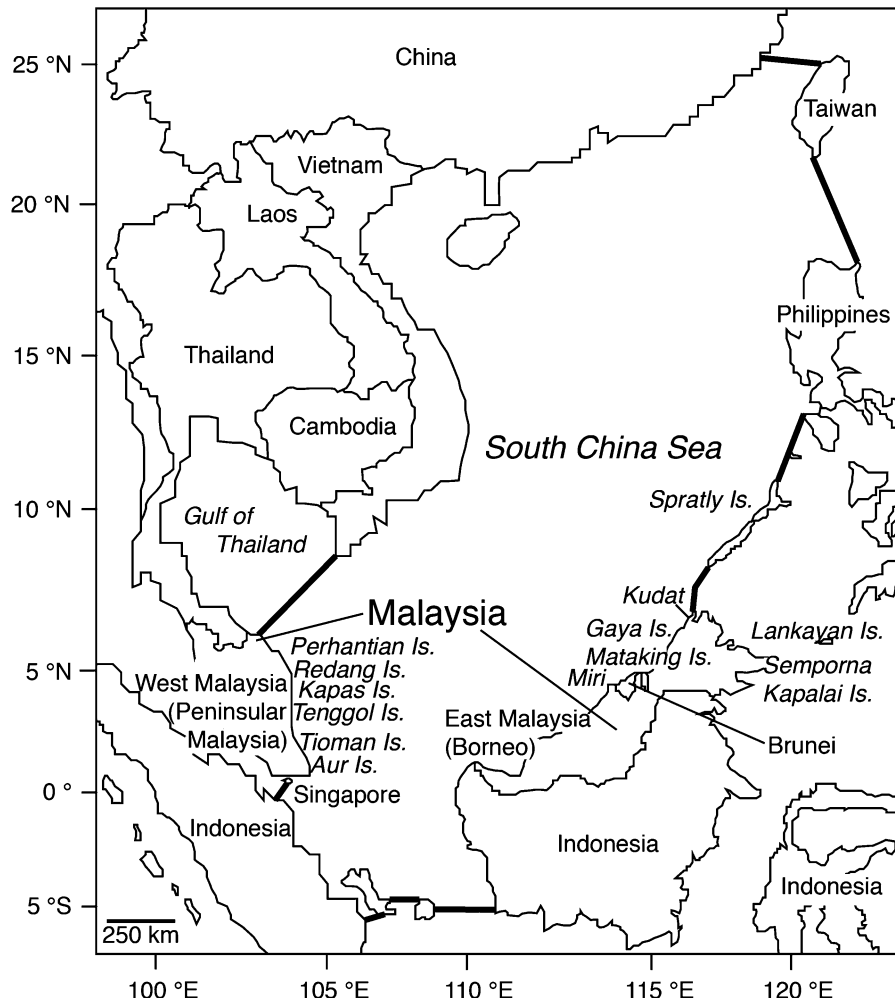 25 °N
China
Taiwan
Vietnam
20 °N
Laos
Philippines
15 °N
Thailand
Cambodia
South China Sea
10 °N
Spratly Is.
Gulf of
Thailand
Kudat
Malaysia
Gaya Is.
Lankayan Is.
Perhantian Is.
Mataking Is.
Semporna
5 °N
Redang Is.
Miri
West Malaysia
Kapas Is.
Kapalai Is.
(Peninsular
Tenggol Is.
East Malaysia
Malaysia)
Tioman Is.
(Borneo)
Brunei
Aur Is.
0 °
Singapore
Indonesia
Indonesia
Indonesia
5 °S
250 km
100 °E
105 °E
110 °E
115 °E
120 °E